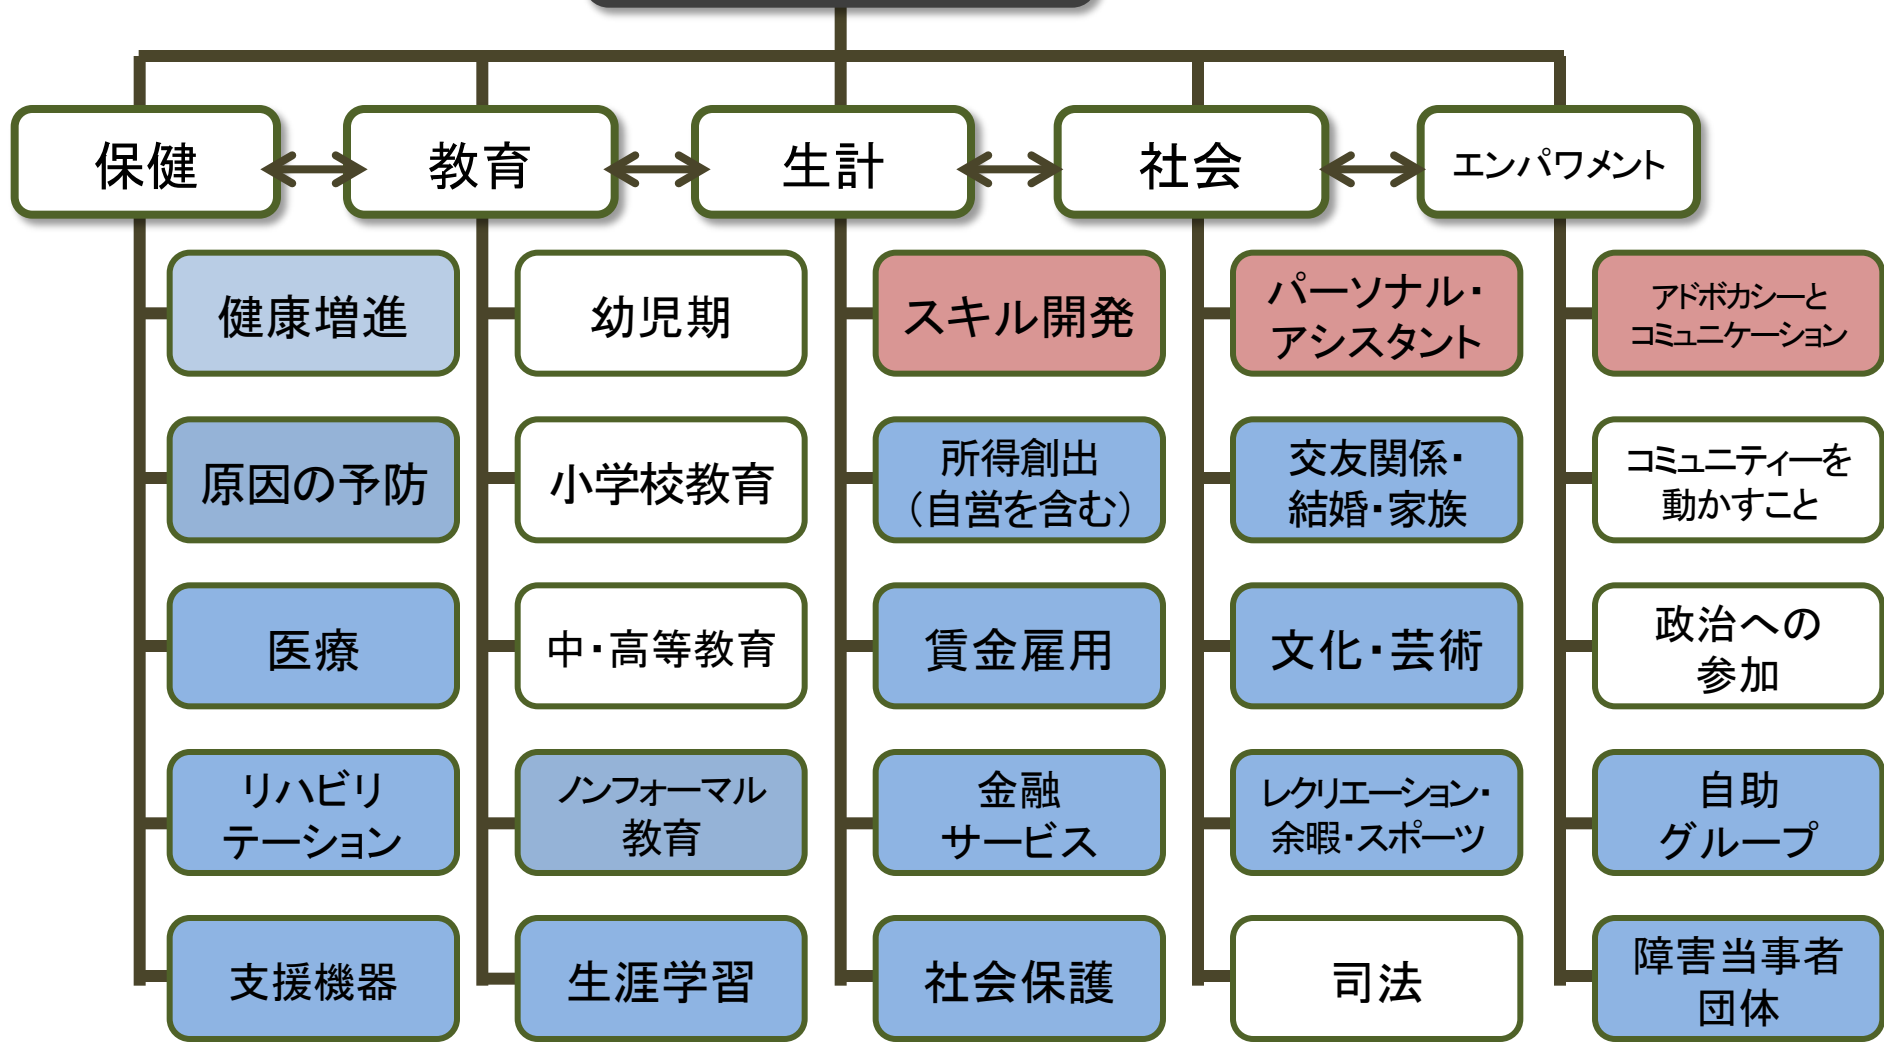 保健
教育
生計
社会
エンパワメント
健康増進
原因の予防
医療
リハビリ
テーション
支援機器
幼児期
小学校教育
中・高等教育
ノンフォーマル
教育
生涯学習
スキル開発
所得創出
（自営を含む）
賃金雇用
金融
サービス
社会保護
パーソナル・
アシスタント
交友関係・
結婚・家族
文化・芸術
レクリエーション・
余暇・スポーツ
司法
アドボカシーと
コミュニケーション
コミュニティーを
動かすこと
政治への
参加
自助
グループ
障害当事者
団体